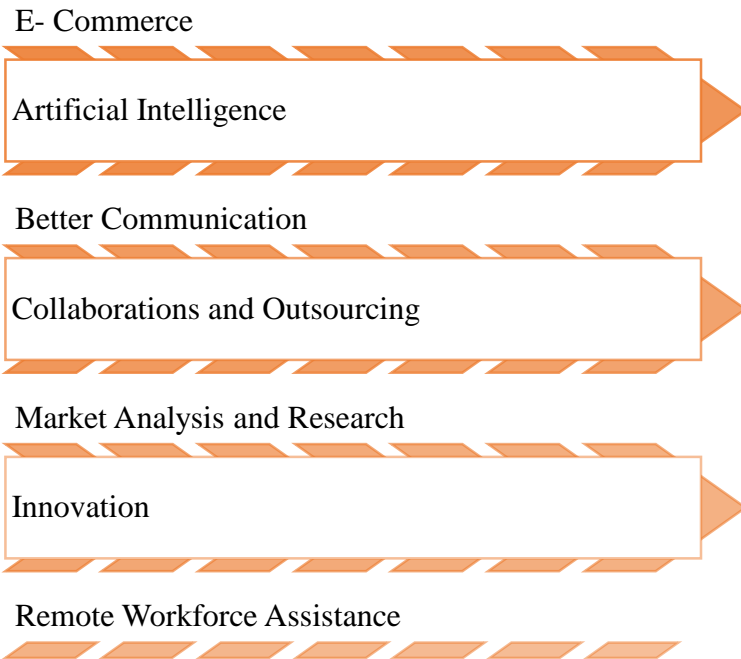 E- Commerce
Artificial Intelligence
Better Communication
Collaborations and Outsourcing
Market Analysis and Research
Innovation
Remote Workforce Assistance